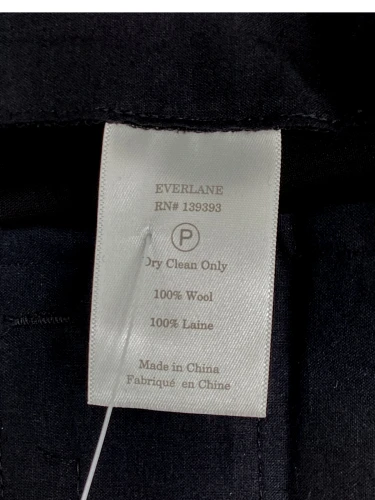 EVERLANE
RN# 139393
P
Dry Clean Only
100% Wool
100% Laine
Made in China
Fabriqué en Chine